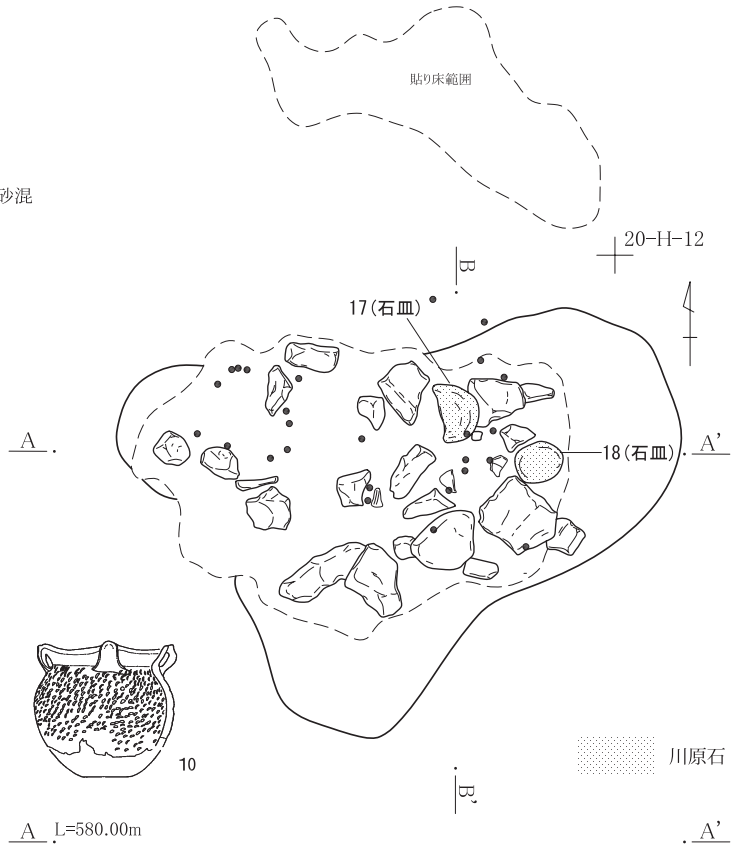 貼り床範囲
砂混
20-H-12
B
17(石皿)
A
A'
18(石皿)
10
川原石
B'
A L=580.00m A'